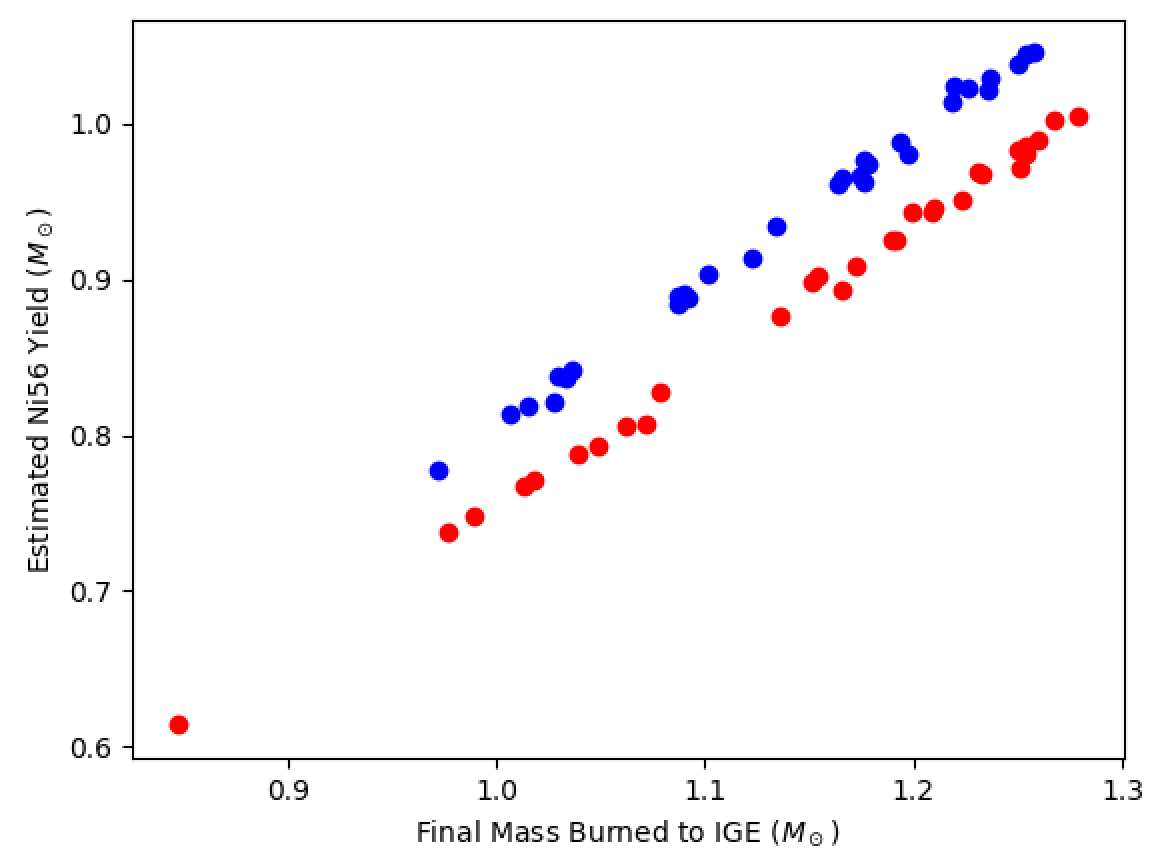 Estimated Ni56 Yield (M⊙)
1.0
0.9
0.8
0.7
0.6
0.9 1.0 1.1 1.2 1.3
Final Mass Burned to IGE (M⊙)